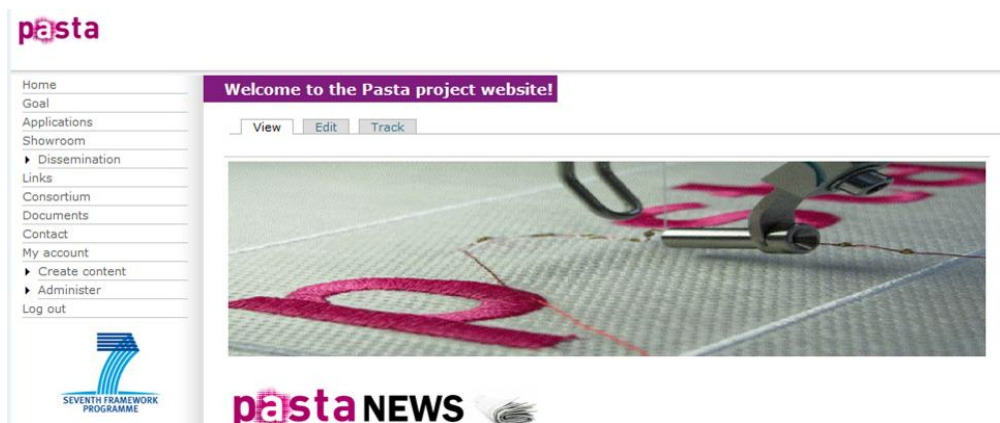 pasta
Home
Goal
Applications
Showroom
Dissemination
Links
Consortium
Documents
Contact
My account
Create content
Administer
Log out
SEVENTH FRAMEWORK
PROGRAMME
Welcome to the Pasta project website!
View Edit Track
pasta NEWS